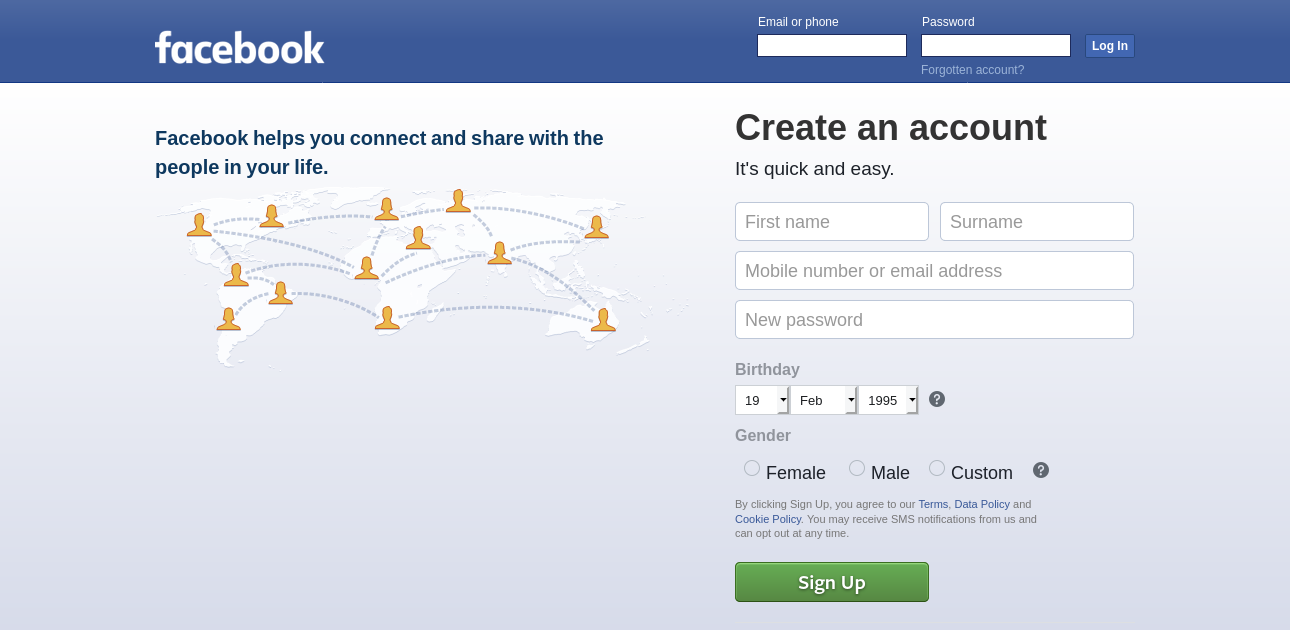 facebook
Email or phone
Password
Log In
Forgotten account?
Facebook helps you connect and share with the
people in your life.
Create an account
It's quick and easy.
First name
Surname
Mobile number or email address
New password
Birthday
19
Feb
1995
?
Gender
Female
Male
Custom
?
By clicking Sign Up, you agree to our Terms, Data Policy and
Cookie Policy. You may receive SMS notifications from us and
can opt out at any time.
Sign Up